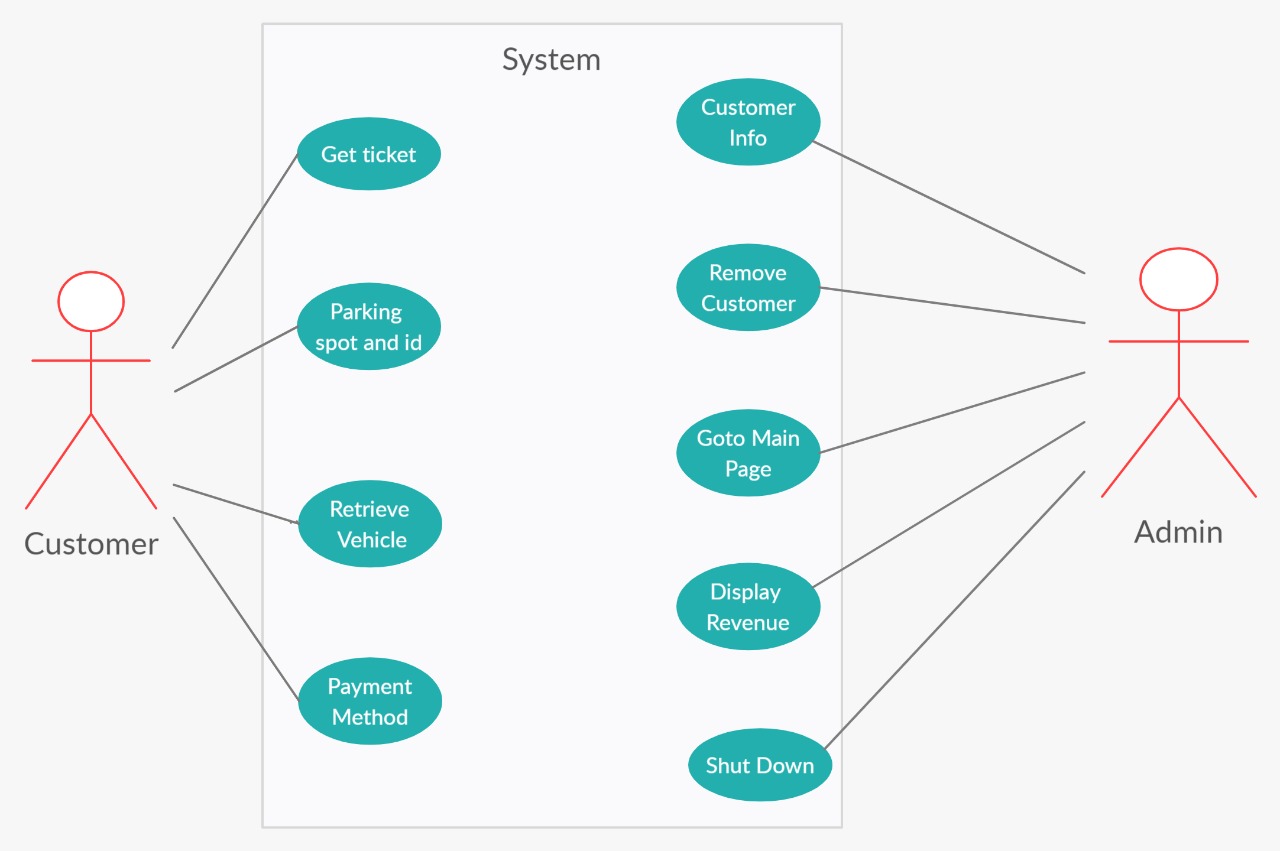 System
Get ticket
Parking
spot and id
Retrieve
Vehicle
Payment
Method
Customer
Info
Remove
Customer
Goto Main
Page
Display
Revenue
Shut Down
Customer
Admin